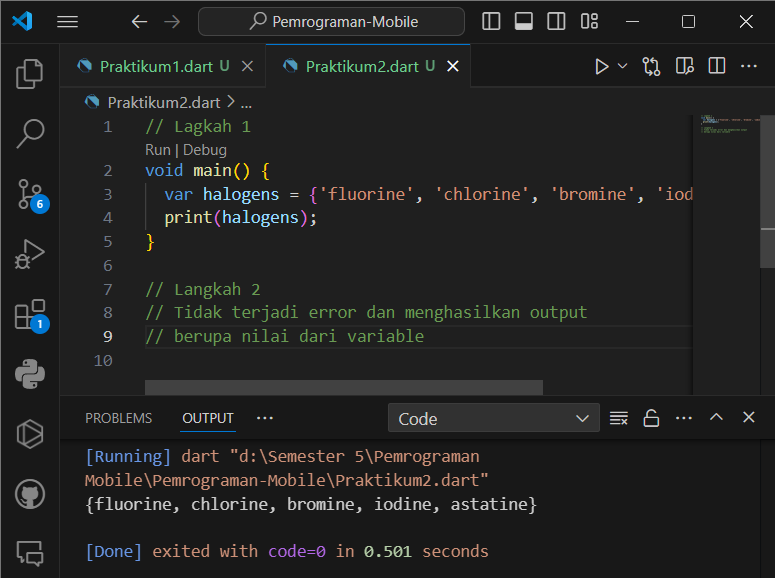 Pemrograman-Mobile
Praktikum1.dart U
Praktikum2.dart U
Praktikum2.dart > ...
1 // Lagkah 1
Run | Debug
2 void main() {
3 var halogens = {'fluorine', 'chlorine', 'bromine', 'iod
4 print(halogens);
5 }
6
7 // Langkah 2
8 // Tidak terjadi error dan menghasilkan output
9 // berupa nilai dari variable
10
6
1
PROBLEMS OUTPUT ...
Code
[Running] dart "d:\Semester 5\Pemrograman
Mobile\Pemrograman-Mobile\Praktikum2.dart"
{fluorine, chlorine, bromine, iodine, astatine}
[Done] exited with code=0 in 0.501 seconds